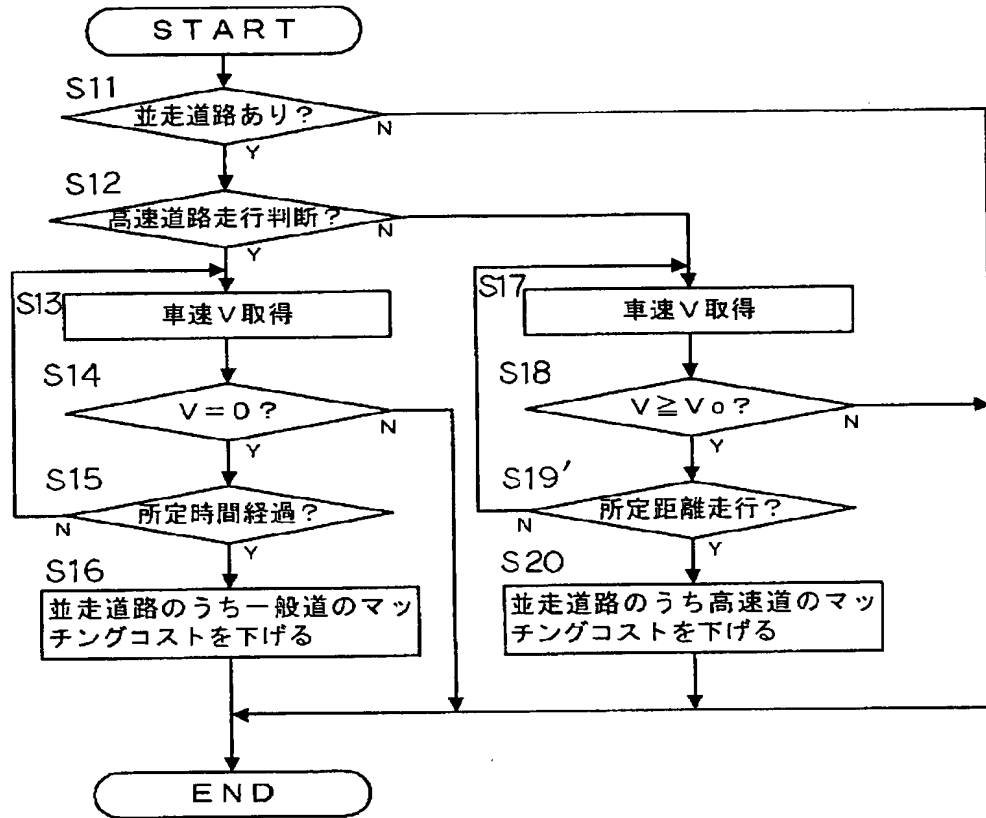 START
S11
並走道路あり?
N
Y
S12
高速道路走行判断?
N
Y
S13
車速V取得
S14
V=0?
N
Y
S15
所定時間経過?
N
Y
S16
並走道路のうち一般道のマッ
チングコストを下げる
S17
車速V取得
S18
V≧Vo?
N
Y
S19′
所定距離走行?
N
Y
S20
並走道路のうち高速道のマッ
チングコストを下げる
END